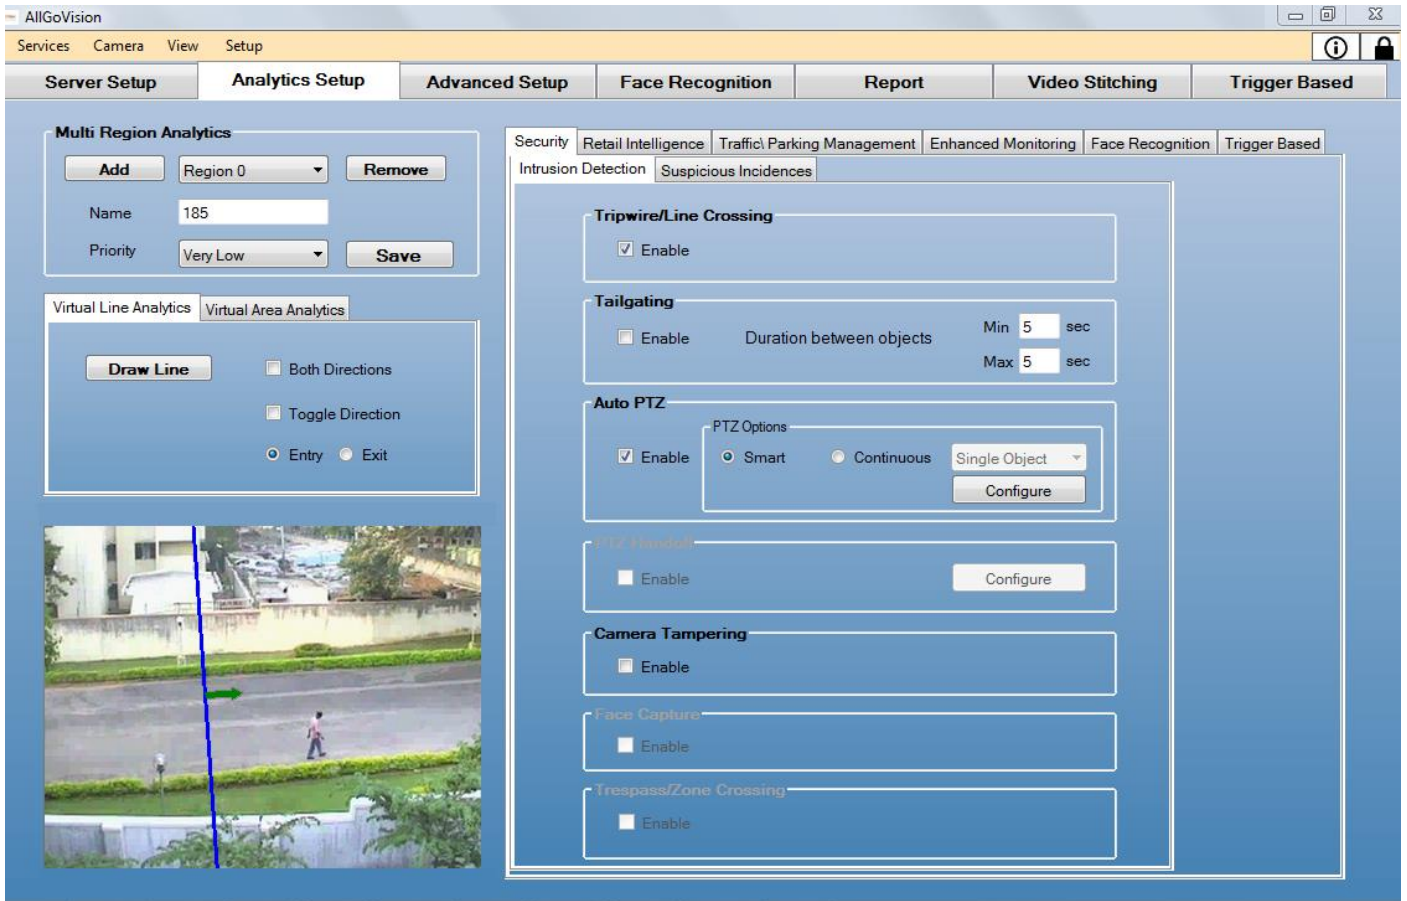 AllGoVision
Services Camera View Setup
Server Setup Analytics Setup Advanced Setup Face Recognition Report Video Stitching Trigger Based
Multi Region Analytics
Add Region 0 Remove
Name 185
Priority Very Low Save
Virtual Line Analytics Virtual Area Analytics
Draw Line Both Directions
Toggle Direction
Entry Exit
Security Retail Intelligence Traffic\ Parking Management Enhanced Monitoring Face Recognition Trigger Based
Intrusion Detection Suspicious Incidences
Tripwire/Line Crossing
Enable
Tailgating
Enable Duration between objects Min 5 sec
Max 5 sec
Auto PTZ
PTZ Options
Enable Smart Continuous Single Object
Configure
PTZ Handoff
Enable Configure
Camera Tampering
Enable
Face Capture
Enable
Trespass/Zone Crossing
Enable